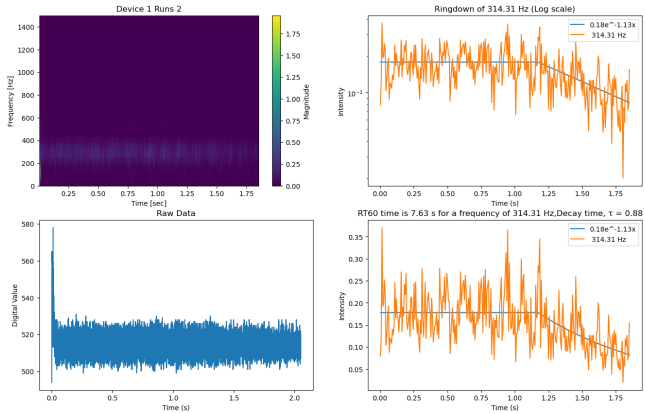 Device 1 Runs 2
Frequency [Hz]
1400
1200
1000
800
600
400
200
0
0.25 0.50 0.75 1.00 1.25 1.50 1.75
Time [sec]
1.75
1.50
1.25
1.00
0.75
0.50
0.25
0.00
Magnitude
Ringdown of 314.31 Hz (Log scale)
0.18e^-1.13x
314.31 Hz
Intensity
10⁻¹
0.00 0.25 0.50 0.75 1.00 1.25 1.50 1.75
Time (s)
Raw Data
Digital Value
580
560
540
520
500
0.0 0.5 1.0 1.5 2.0
Time (s)
RT60 time is 7.63 s for a frequency of 314.31 Hz,Decay time, τ = 0.88
0.18e^-1.13x
314.31 Hz
Intensity
0.35
0.30
0.25
0.20
0.15
0.10
0.05
0.00 0.25 0.50 0.75 1.00 1.25 1.50 1.75
Time (s)